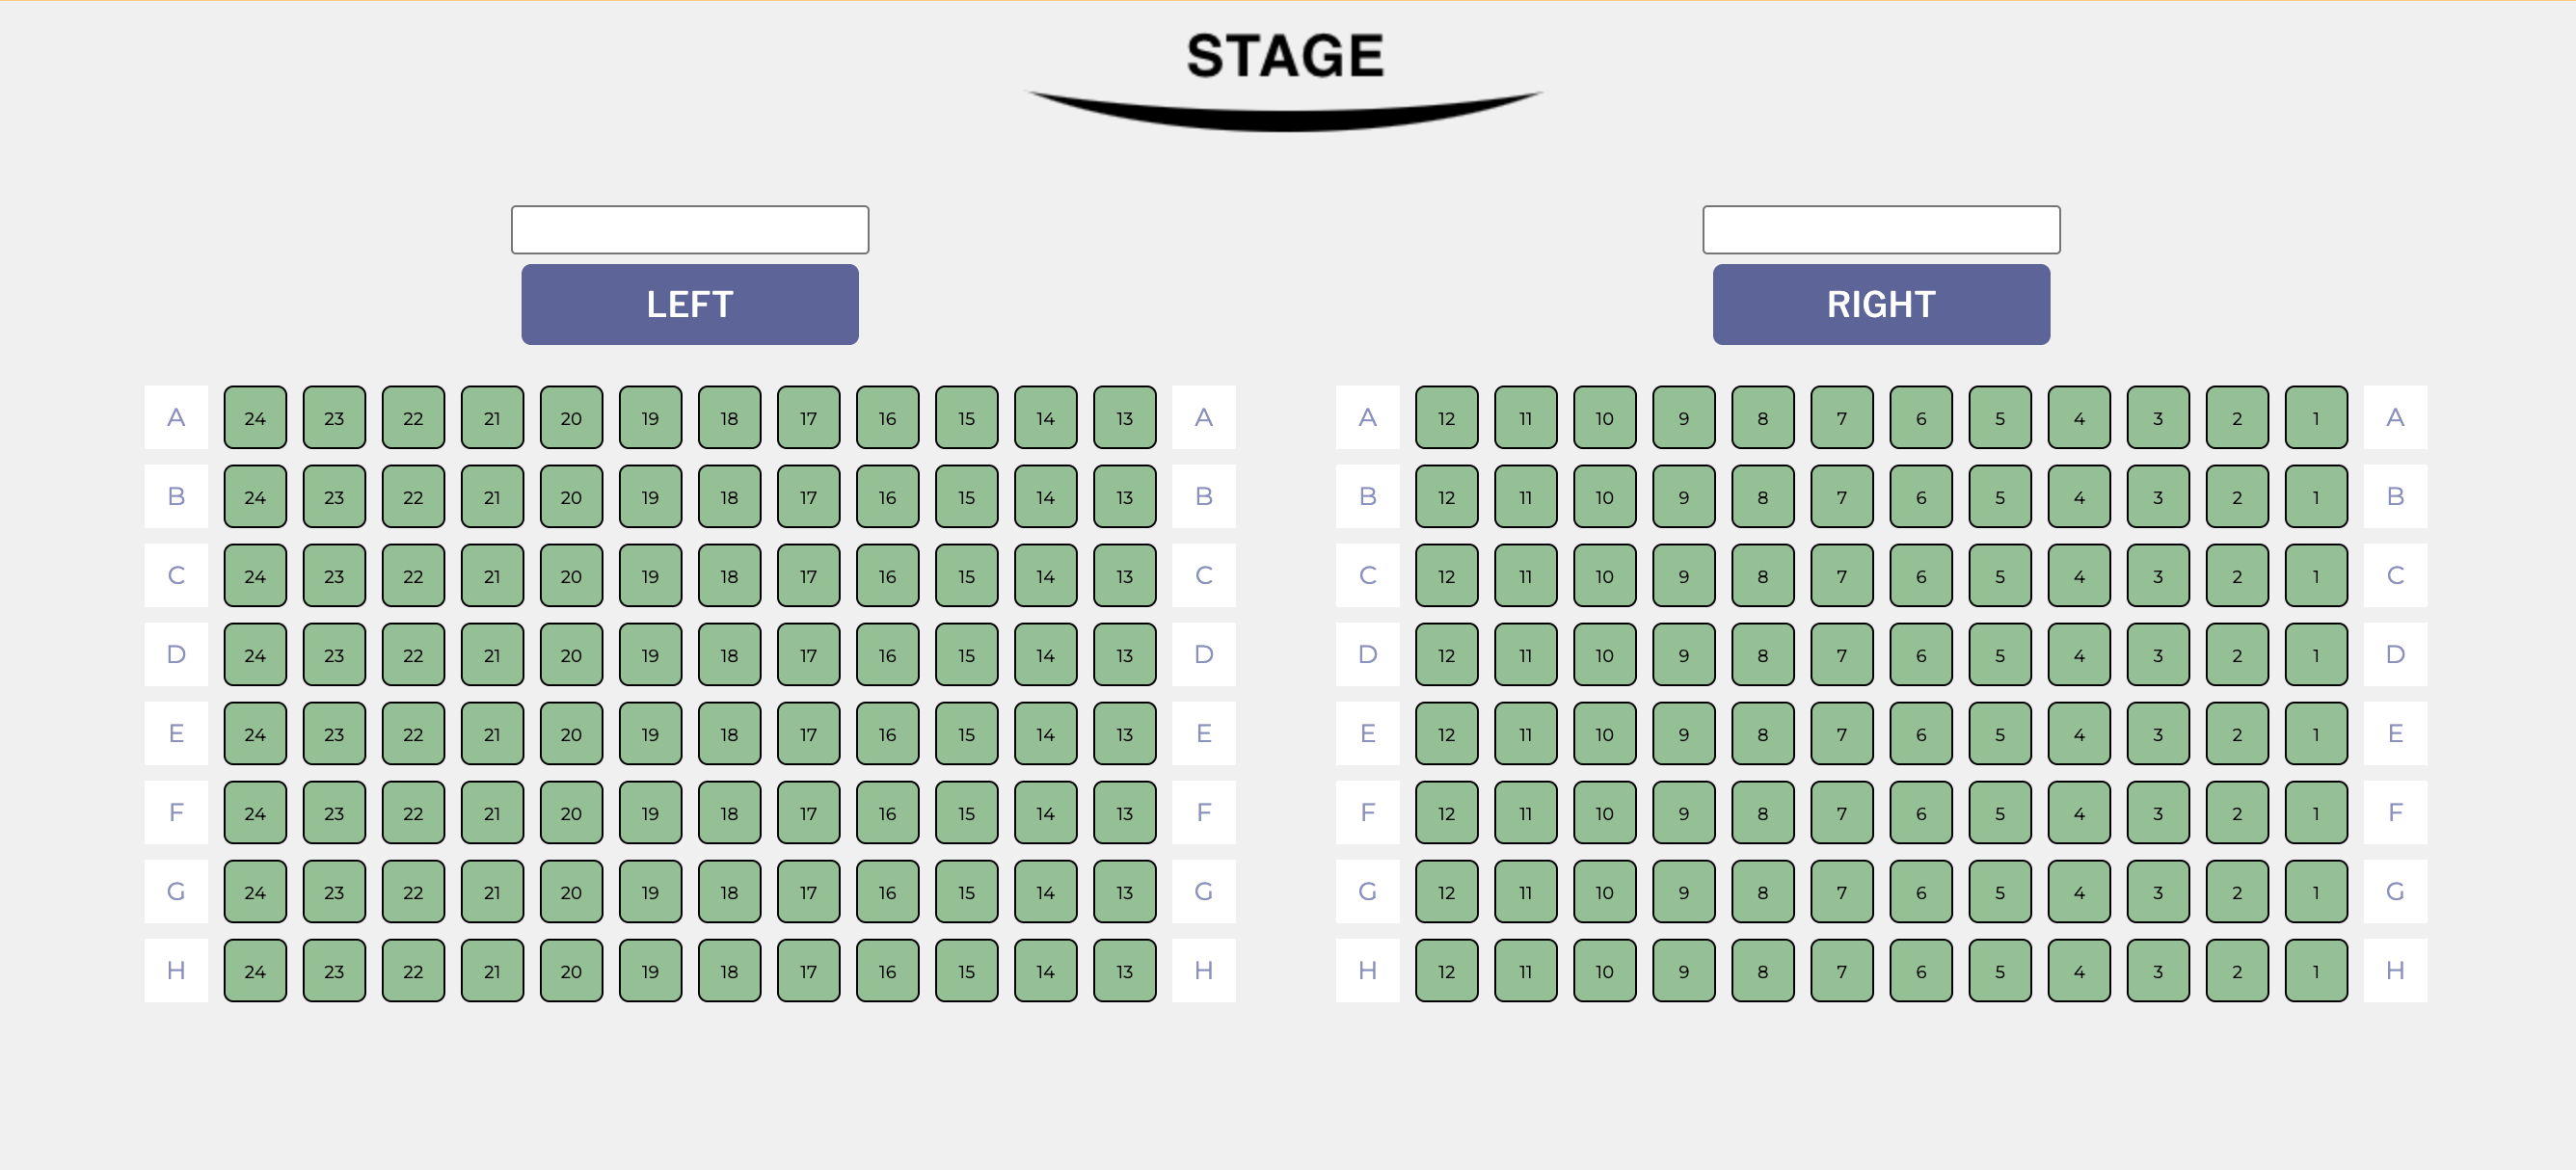 STAGE
LEFT RIGHT
A 24 23 22 21 20 19 18 17 16 15 14 13 A A 12 11 10 9 8 7 6 5 4 3 2 1 A
B 24 23 22 21 20 19 18 17 16 15 14 13 B B 12 11 10 9 8 7 6 5 4 3 2 1 B
C 24 23 22 21 20 19 18 17 16 15 14 13 C C 12 11 10 9 8 7 6 5 4 3 2 1 C
D 24 23 22 21 20 19 18 17 16 15 14 13 D D 12 11 10 9 8 7 6 5 4 3 2 1 D
E 24 23 22 21 20 19 18 17 16 15 14 13 E E 12 11 10 9 8 7 6 5 4 3 2 1 E
F 24 23 22 21 20 19 18 17 16 15 14 13 F F 12 11 10 9 8 7 6 5 4 3 2 1 F
G 24 23 22 21 20 19 18 17 16 15 14 13 G G 12 11 10 9 8 7 6 5 4 3 2 1 G
H 24 23 22 21 20 19 18 17 16 15 14 13 H H 12 11 10 9 8 7 6 5 4 3 2 1 H